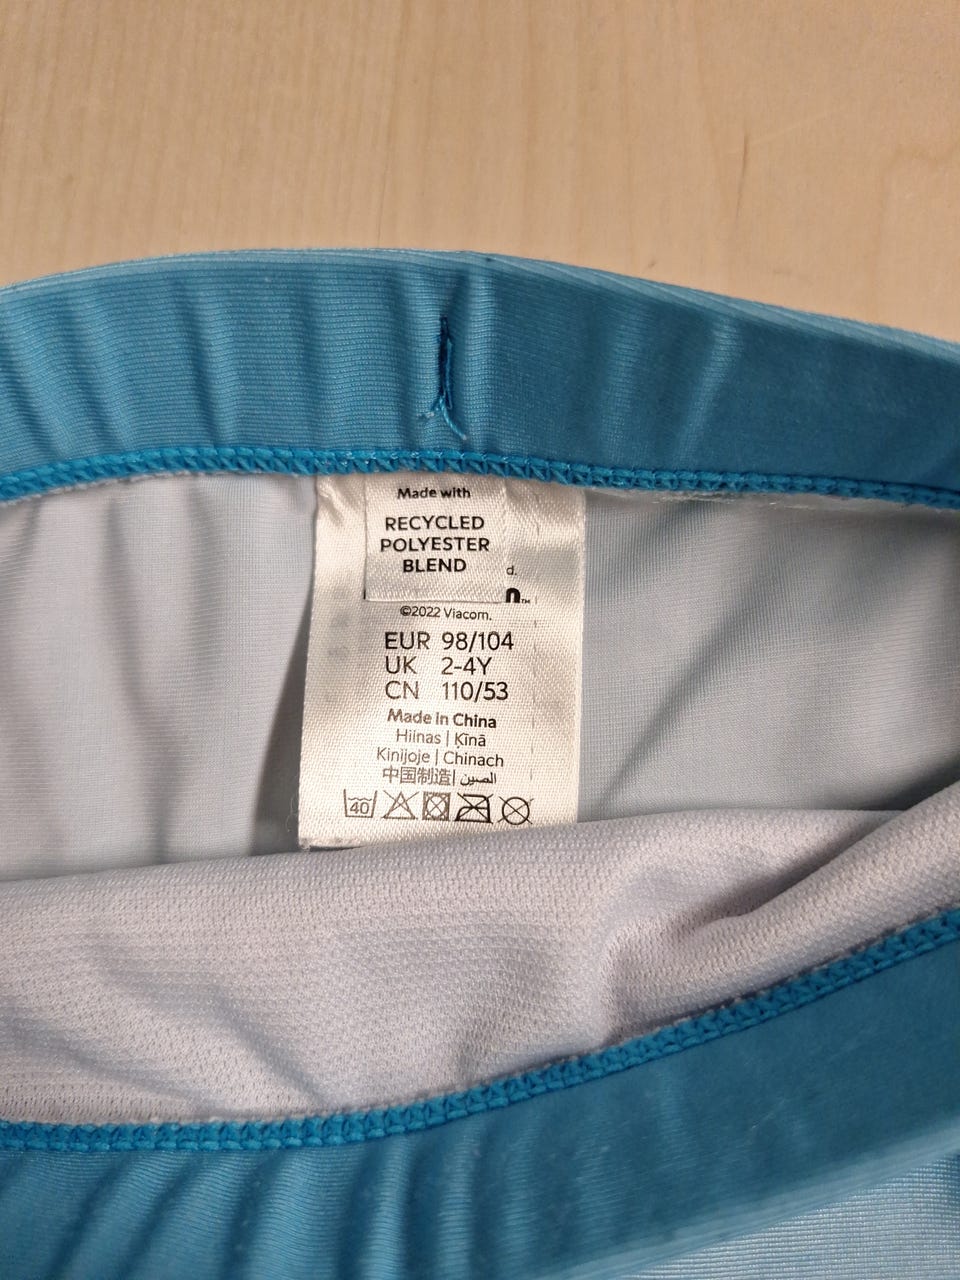 Made with
RECYCLED
POLYESTER
BLEND
d.
n™
©2022 Viacom.
EUR 98/104
UK 2-4Y
CN 110/53
Made in China
Hiinas | Ķīnā
Kinijoje | Chinach
中国制造 | الصين
40